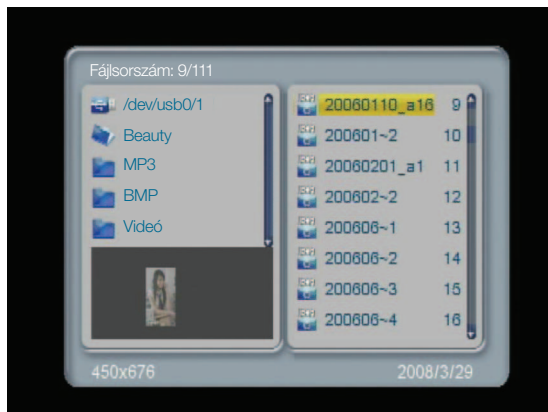 Fájlsorszám: 9/111
/dev/usb0/1
Beauty
MP3
BMP
Videó
20060110_a16 9
200601~2 10
20060201_a1 11
200602~2 12
200606~1 13
200606~2 14
200606~3 15
200606~4 16
450x676
2008/3/29